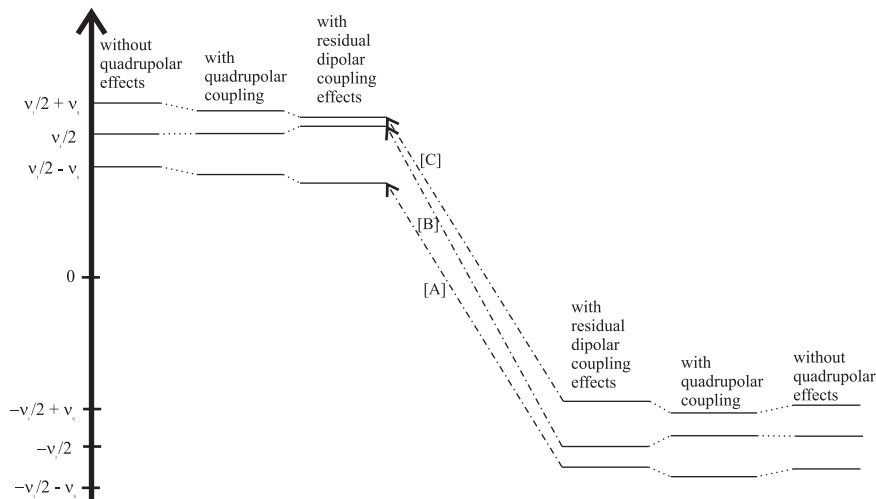 without
quadrupolar
effects
with
quadrupolar
coupling
with
residual
dipolar
coupling
effects
νᵢ/2 + νₛ
νᵢ/2
νᵢ/2 - νₛ
0
−νᵢ/2 + νₛ
−νᵢ/2
−νᵢ/2 - νₛ
[C]
[B]
[A]
with
residual
dipolar
coupling
effects
with
quadrupolar
coupling
without
quadrupolar
effects